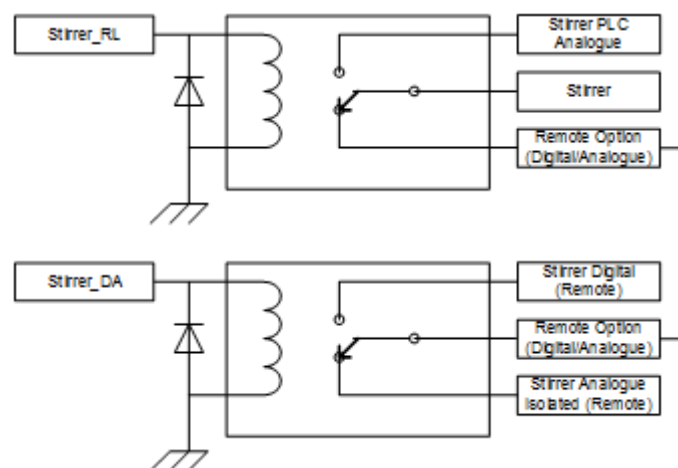 Stirrer_RL
Stirrer PLC
Analogue
Stirrer
Remote Option
(Digital/Analogue)
Stirrer_DA
Stirrer Digital
(Remote)
Remote Option
(Digital/Analogue)
Stirrer Analogue
Isolated (Remote)